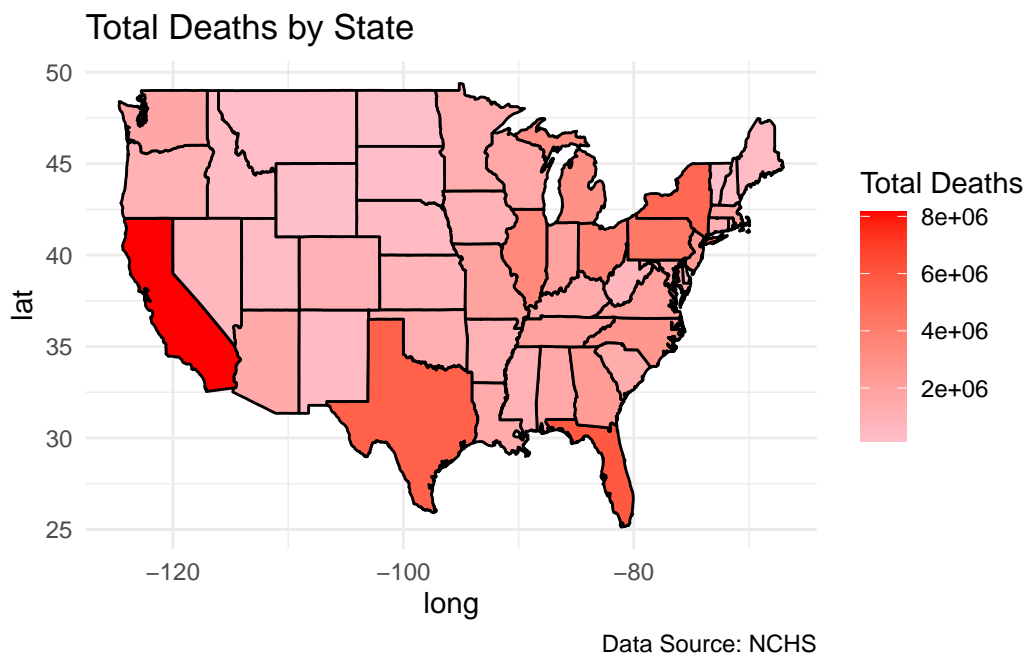 Total Deaths by State
50
45
40
35
30
25
lat
−120
−100
−80
long
Total Deaths
8e+06
6e+06
4e+06
2e+06
Data Source: NCHS